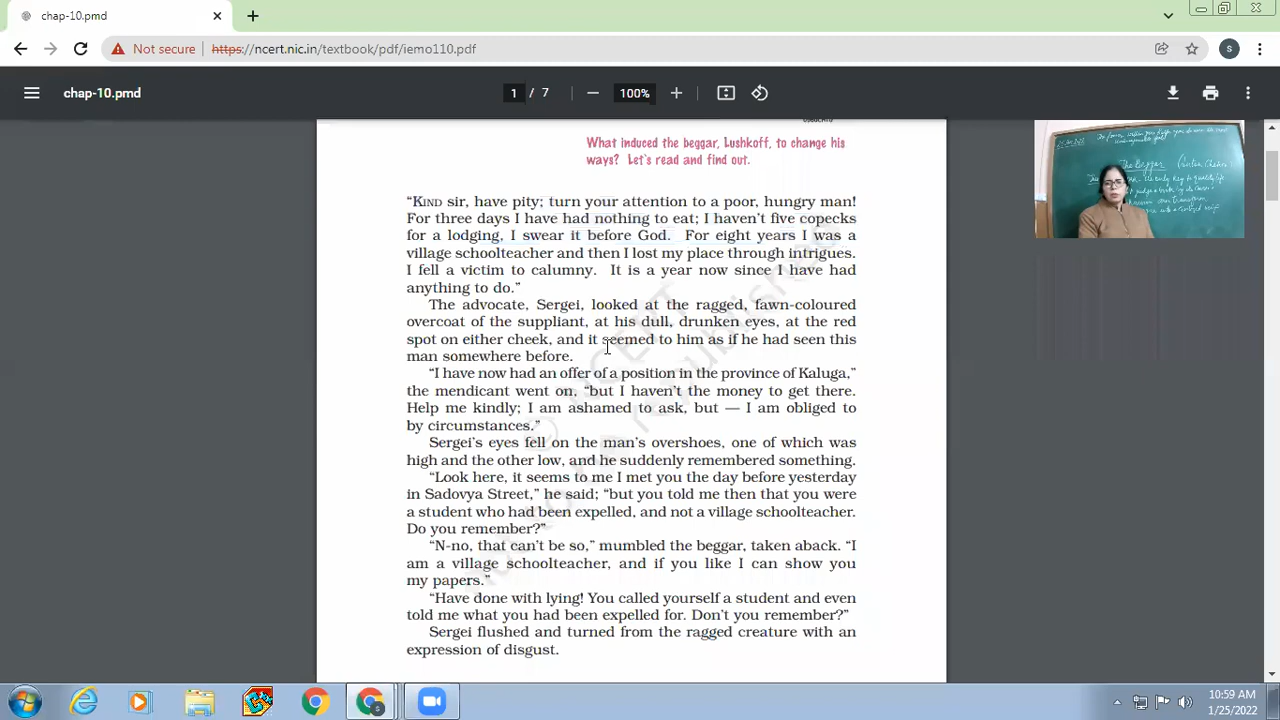 chap-10.pmd
Not secure
https://ncert.nic.in/textbook/pdf/iemo110.pdf
S
chap-10.pmd
1 / 7
100%
What induced the beggar, Lushkoff, to change his
ways? Let's read and find out.
The Beggar
"KIND sir, have pity; turn your attention to a poor, hungry man!
For three days I have had nothing to eat; I haven't five copecks
for a lodging, I swear it before God. For eight years I was a
village schoolteacher and then I lost my place through intrigues.
I fell a victim to calumny. It is a year now since I have had
anything to do."
The advocate, Sergei, looked at the ragged, fawn-coloured
overcoat of the suppliant, at his dull, drunken eyes, at the red
spot on either cheek, and it seemed to him as if he had seen this
man somewhere before.
"I have now had an offer of a position in the province of Kaluga,"
the mendicant went on, "but I haven't the money to get there.
Help me kindly; I am ashamed to ask, but — I am obliged to
by circumstances."
Sergei's eyes fell on the man's overshoes, one of which was
high and the other low, and he suddenly remembered something.
"Look here, it seems to me I met you the day before yesterday
in Sadovya Street," he said; "but you told me then that you were
a student who had been expelled, and not a village schoolteacher.
Do you remember?"
"N-no, that can't be so," mumbled the beggar, taken aback. "I
am a village schoolteacher, and if you like I can show you
my papers."
"Have done with lying! You called yourself a student and even
told me what you had been expelled for. Don't you remember?"
Sergei flushed and turned from the ragged creature with an
expression of disgust.
© NCERT
not to be republished
10:59 AM
1/25/2022